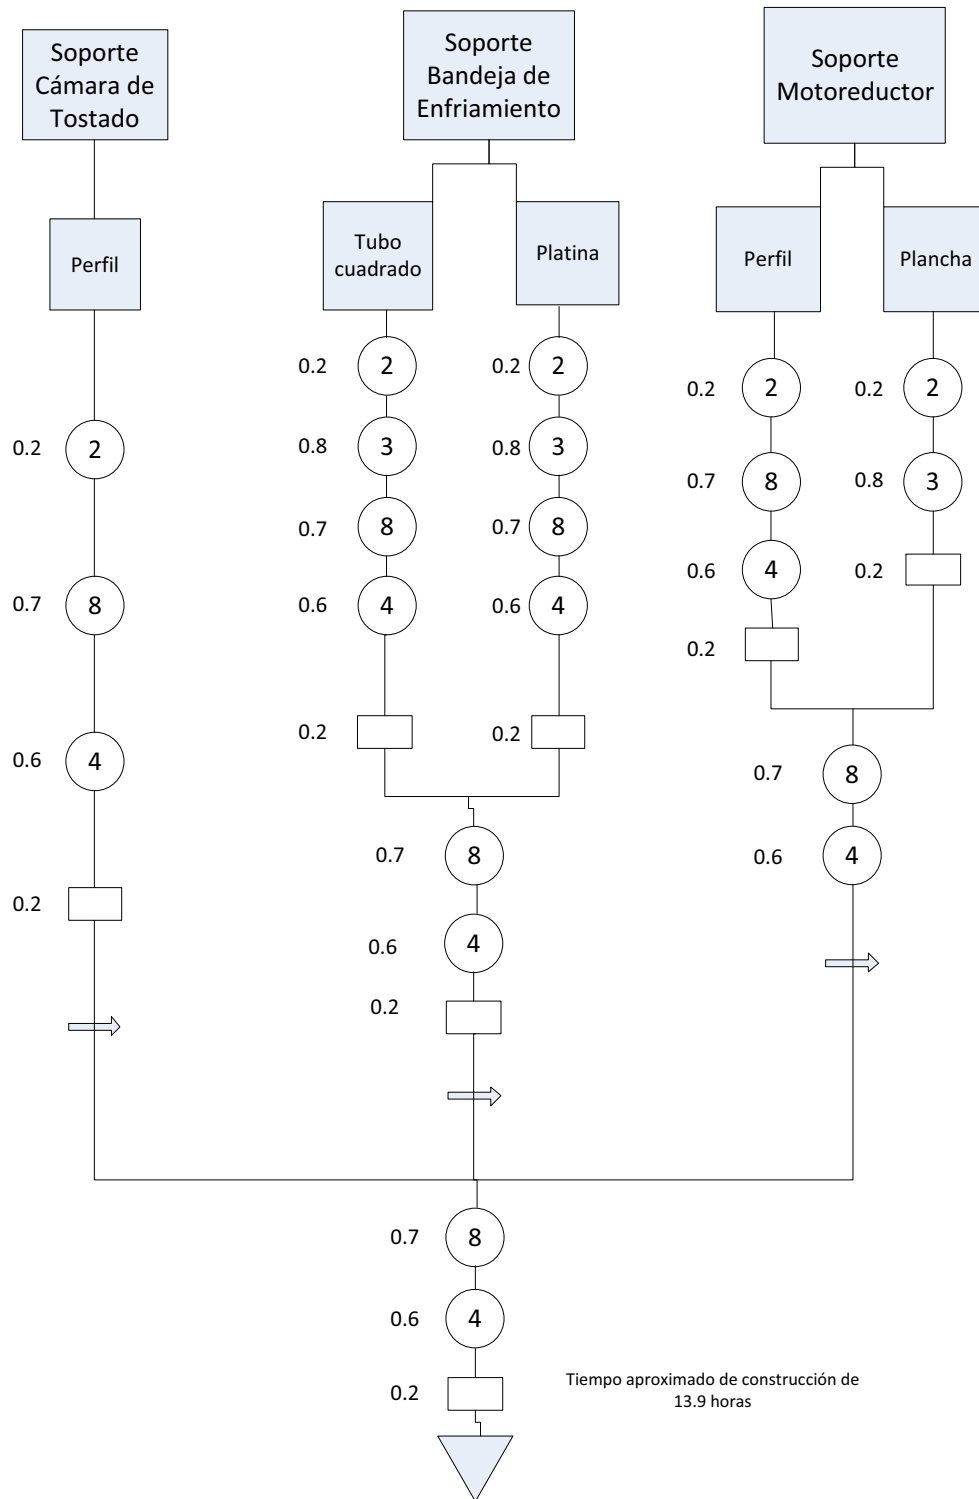 Soporte
Cámara de
Tostado
Soporte
Bandeja de
Enfriamiento
Soporte
Motoreductor
Perfil
Tubo
cuadrado
Platina
Perfil
Plancha
0.2 2
0.7 8
0.6 4
0.2
0.2 2
0.8 3
0.7 8
0.6 4
0.2
0.2 2
0.8 3
0.7 8
0.6 4
0.2
0.7 8
0.6 4
0.2
0.2 2
0.7 8
0.6 4
0.2
0.2 2
0.8 3
0.2
0.7 8
0.6 4
0.7 8
0.6 4
0.2
Tiempo aproximado de construcción de
13.9 horas